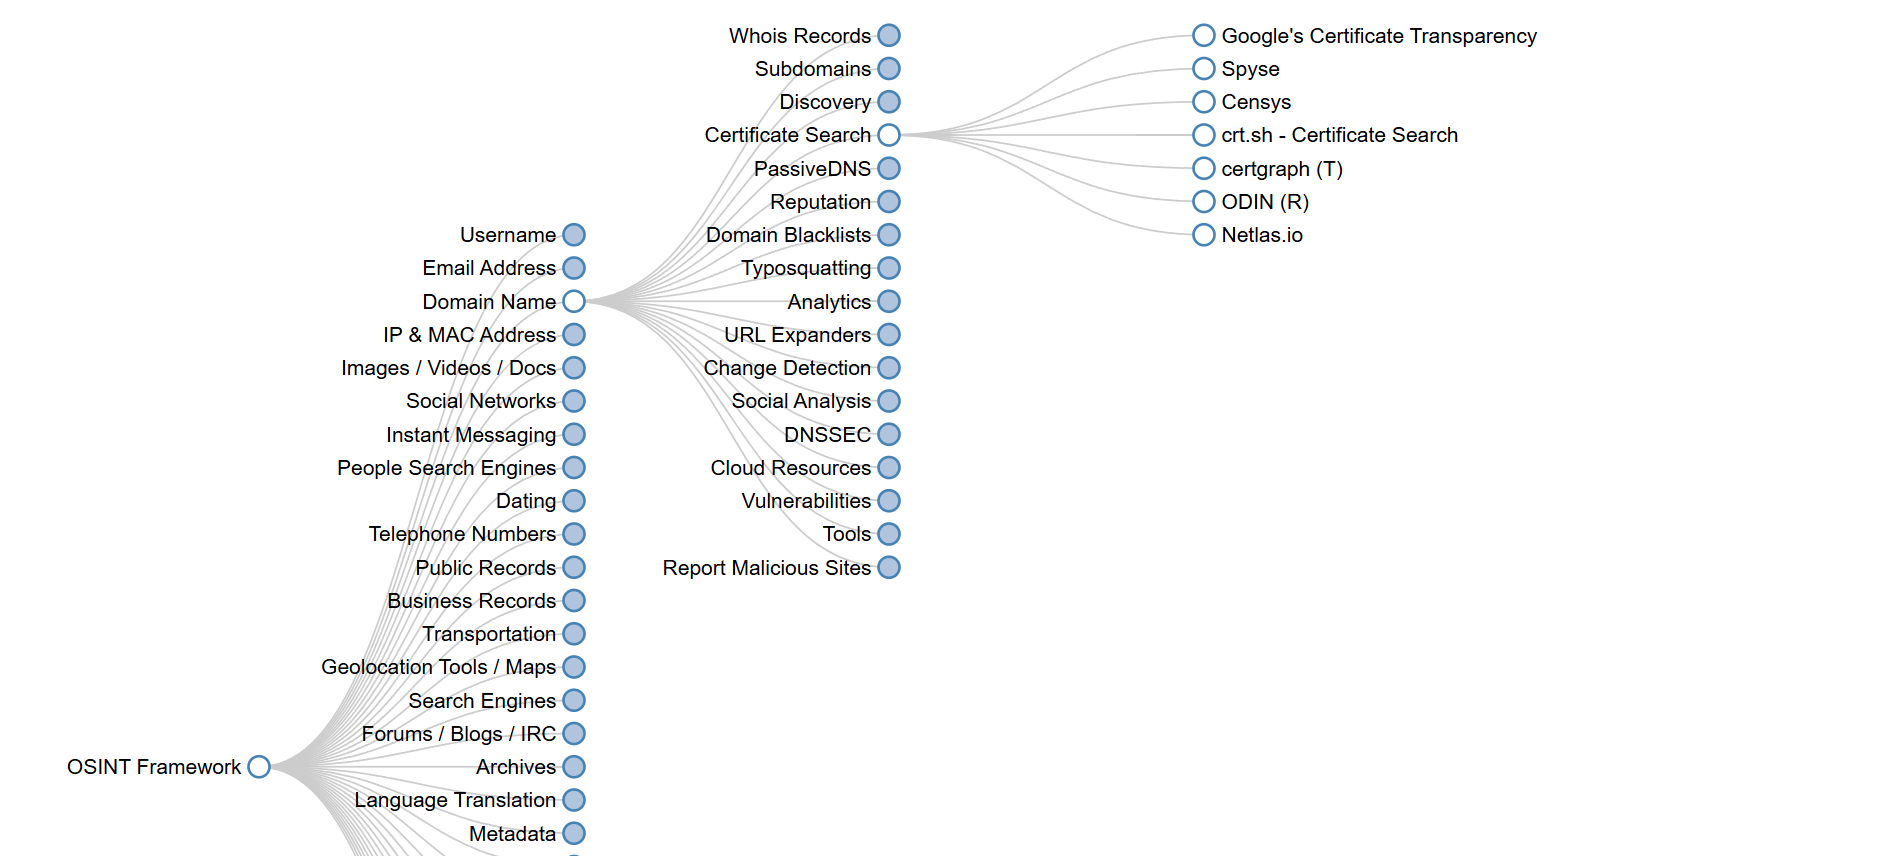 OSINT Framework
Username
Email Address
Domain Name
IP & MAC Address
Images / Videos / Docs
Social Networks
Instant Messaging
People Search Engines
Dating
Telephone Numbers
Public Records
Business Records
Transportation
Geolocation Tools / Maps
Search Engines
Forums / Blogs / IRC
Archives
Language Translation
Metadata
Whois Records
Subdomains
Discovery
Certificate Search
PassiveDNS
Reputation
Domain Blacklists
Typosquatting
Analytics
URL Expanders
Change Detection
Social Analysis
DNSSEC
Cloud Resources
Vulnerabilities
Tools
Report Malicious Sites
Google's Certificate Transparency
Spyse
Censys
crt.sh - Certificate Search
certgraph (T)
ODIN (R)
Netlas.io